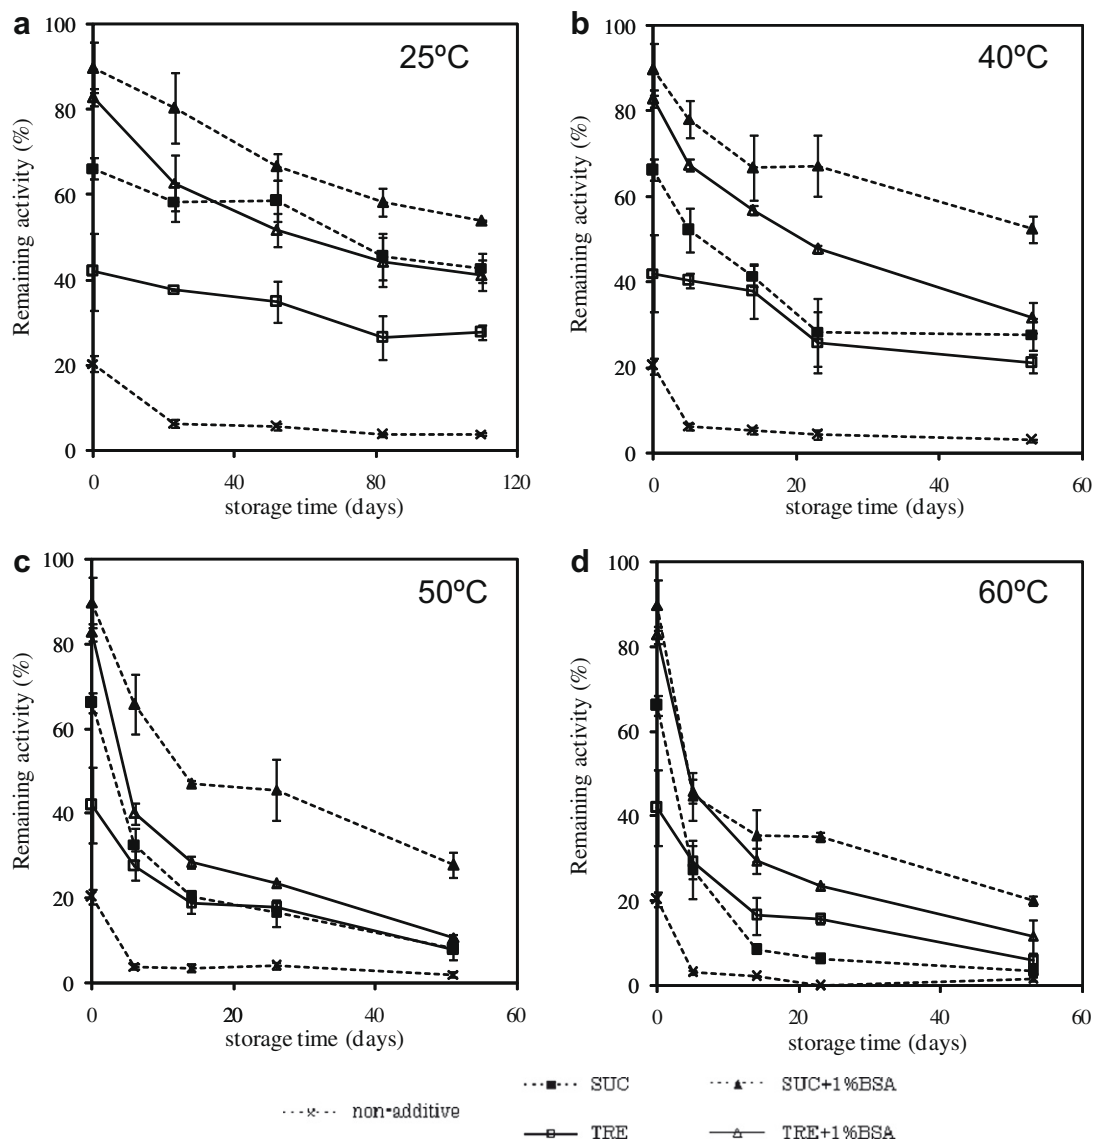 a
25ºC
100
80
60
40
20
0
Remaining activity (%)
0 40 80 120
storage time (days)
b
40ºC
100
80
60
40
20
0
Remaining activity (%)
0 20 40 60
storage time (days)
c
50ºC
100
80
60
40
20
0
Remaining activity (%)
0 20 40 60
storage time (days)
d
60ºC
100
80
60
40
20
0
Remaining activity (%)
0 20 40 60
storage time (days)
SUC SUC+1%BSA
non-additive
TRE TRE+1%BSA